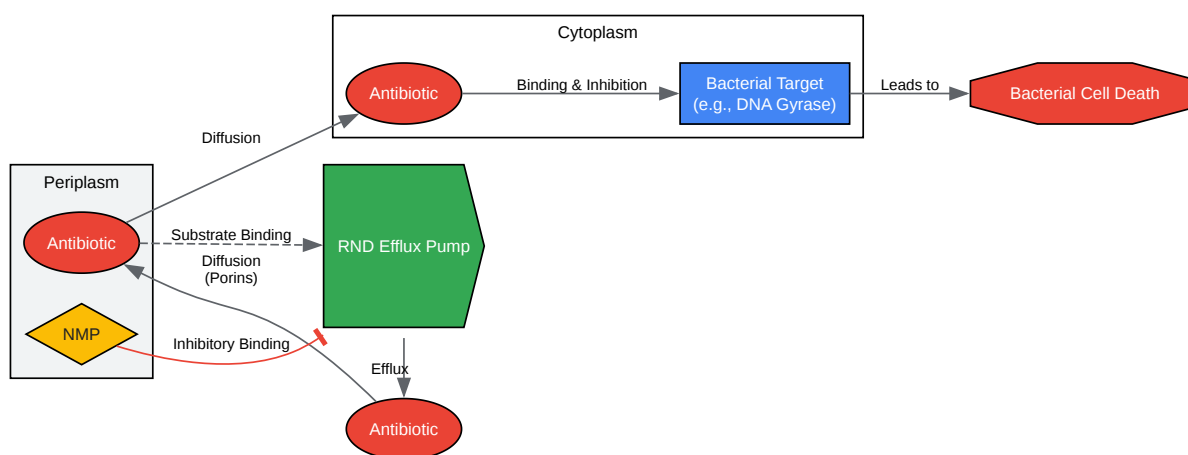 Cytoplasm
Antibiotic
Binding & Inhibition
Bacterial Target
(e.g., DNA Gyrase)
Leads to
Bacterial Cell Death
Diffusion
Periplasm
Antibiotic
Substrate Binding
RND Efflux Pump
Diffusion
(Porins)
NMP
Inhibitory Binding
Efflux
Antibiotic